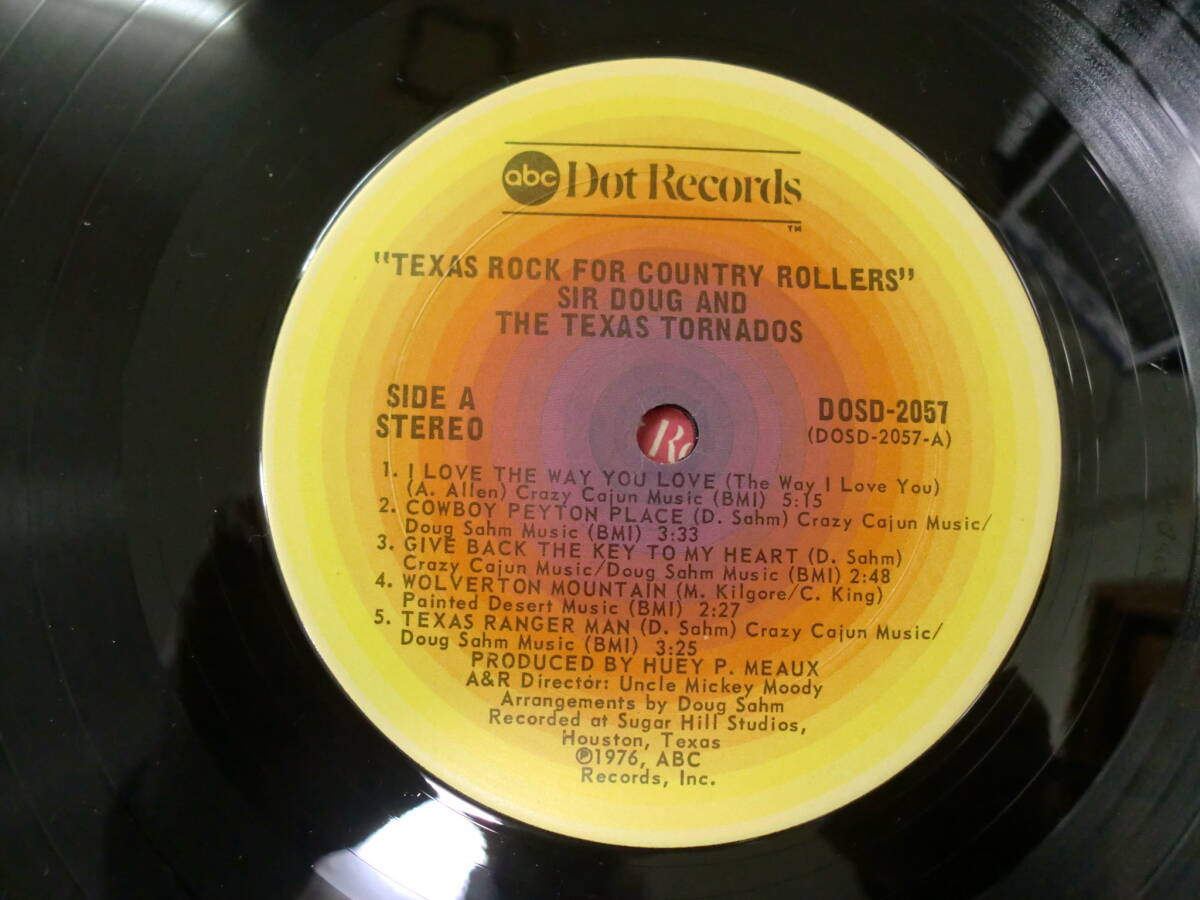 abc Dot Records
TM
"TEXAS ROCK FOR COUNTRY ROLLERS"
SIR DOUG AND
THE TEXAS TORNADOS
SIDE A
STEREO
DOSD-2057
(DOSD-2057-A)
1. I LOVE THE WAY YOU LOVE (The Way I Love You)
(A. Allen) Crazy Cajun Music (BMI) 5:15
2. COWBOY PEYTON PLACE (D. Sahm) Crazy Cajun Music/
Doug Sahm Music (BMI) 3:33
3. GIVE BACK THE KEY TO MY HEART (D. Sahm)
Crazy Cajun Music/Doug Sahm Music (BMI) 2:48
4. WOLVERTON MOUNTAIN (M. Kilgore/C. King)
Painted Desert Music (BMI) 2:27
5. TEXAS RANGER MAN (D. Sahm) Crazy Cajun Music/
Doug Sahm Music (BMI) 3:25
PRODUCED BY HUEY P. MEAUX
A&R Director: Uncle Mickey Moody
Arrangements by Doug Sahm
Recorded at Sugar Hill Studios,
Houston, Texas
℗1976, ABC
Records, Inc.